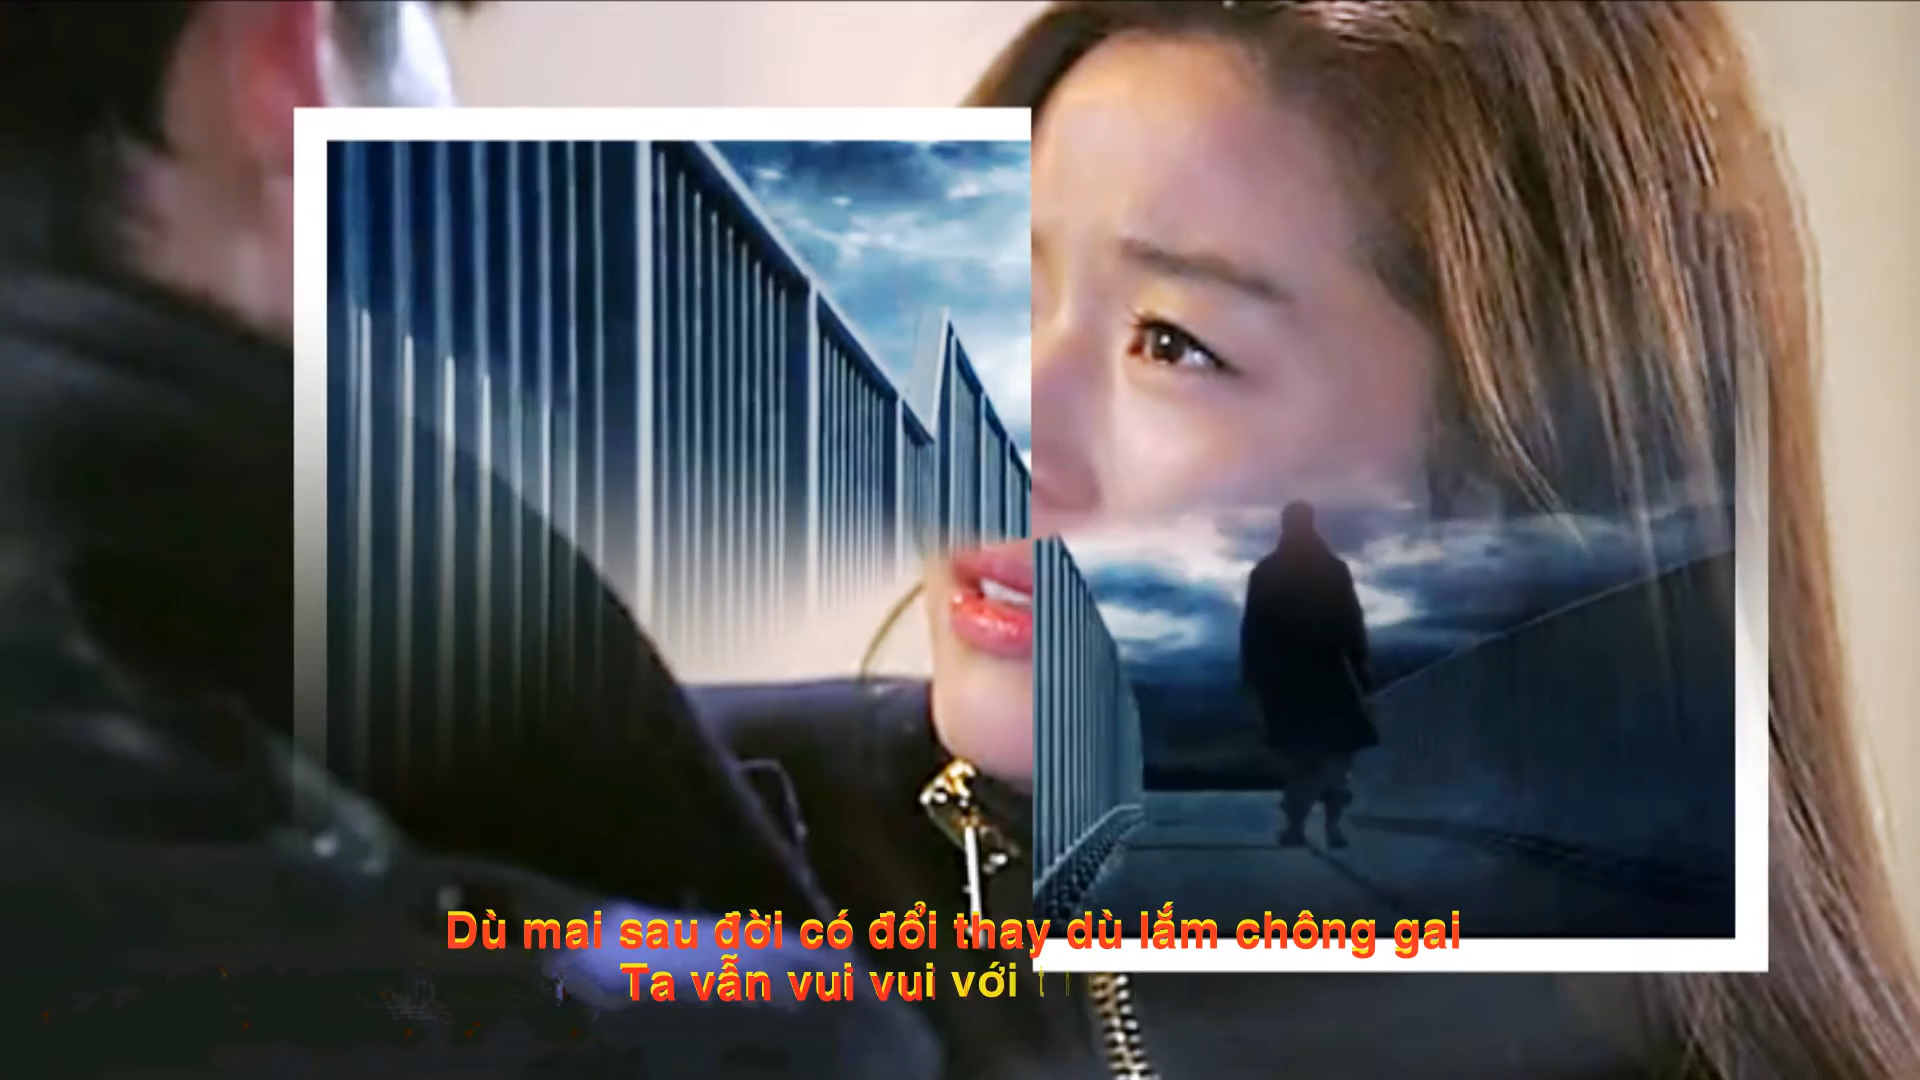 Dù mai sau đời có đổi thay dù lắm chông gai
Ta vẫn vui vui với